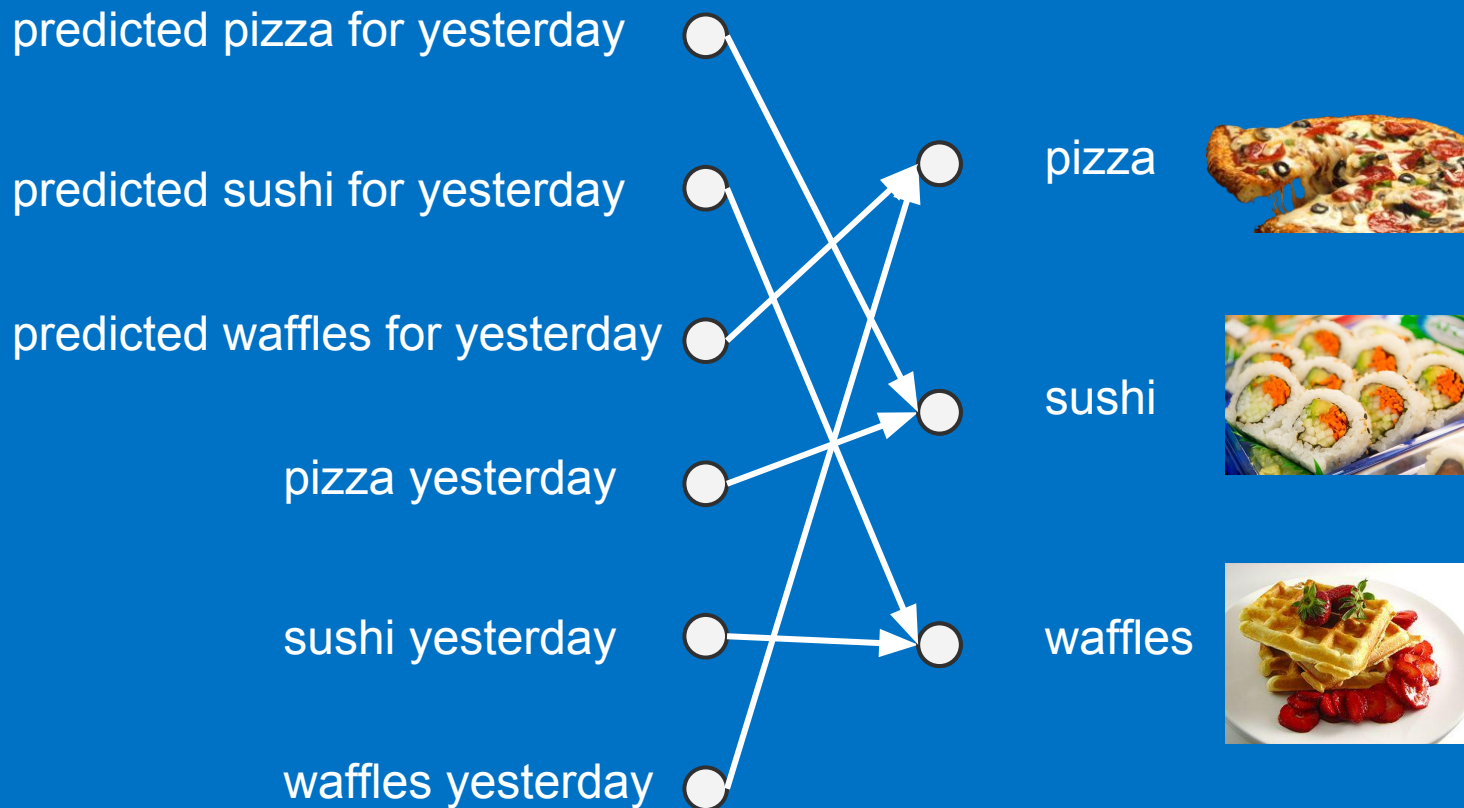 predicted pizza for yesterday
predicted sushi for yesterday
predicted waffles for yesterday
pizza yesterday
sushi yesterday
waffles yesterday
pizza
sushi
waffles